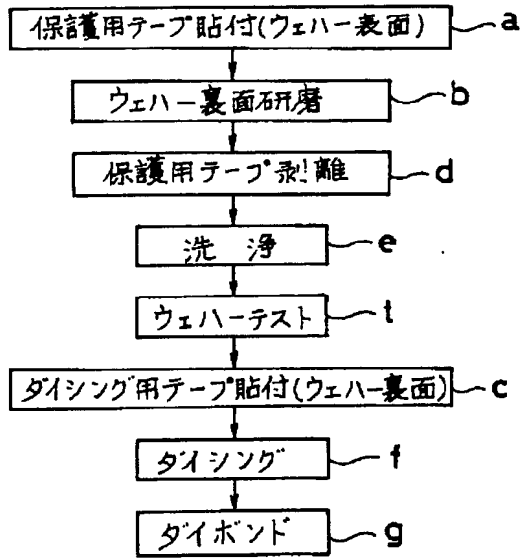 保護用テープ貼付(ウェハー表面) a
ウェハー裏面研磨 b
保護用テープ剥離 d
洗 浄 e
ウェハーテスト t
ダイシング用テープ貼付(ウェハー裏面) c
ダイシング f
ダイボンド g